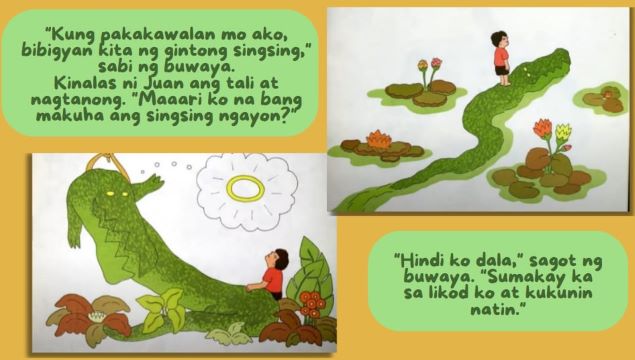 "Kung pakakawalan mo ako,
bibigyan kita ng gintong singsing,"
sabi ng buwaya.
Kinalas ni Juan ang tali at
nagtanong. "Maaari ko na bang
makuha ang singsing ngayon?"
"Hindi ko dala," sagot ng
buwaya. "Sumakay ka
sa likod ko at kukunin
natin."